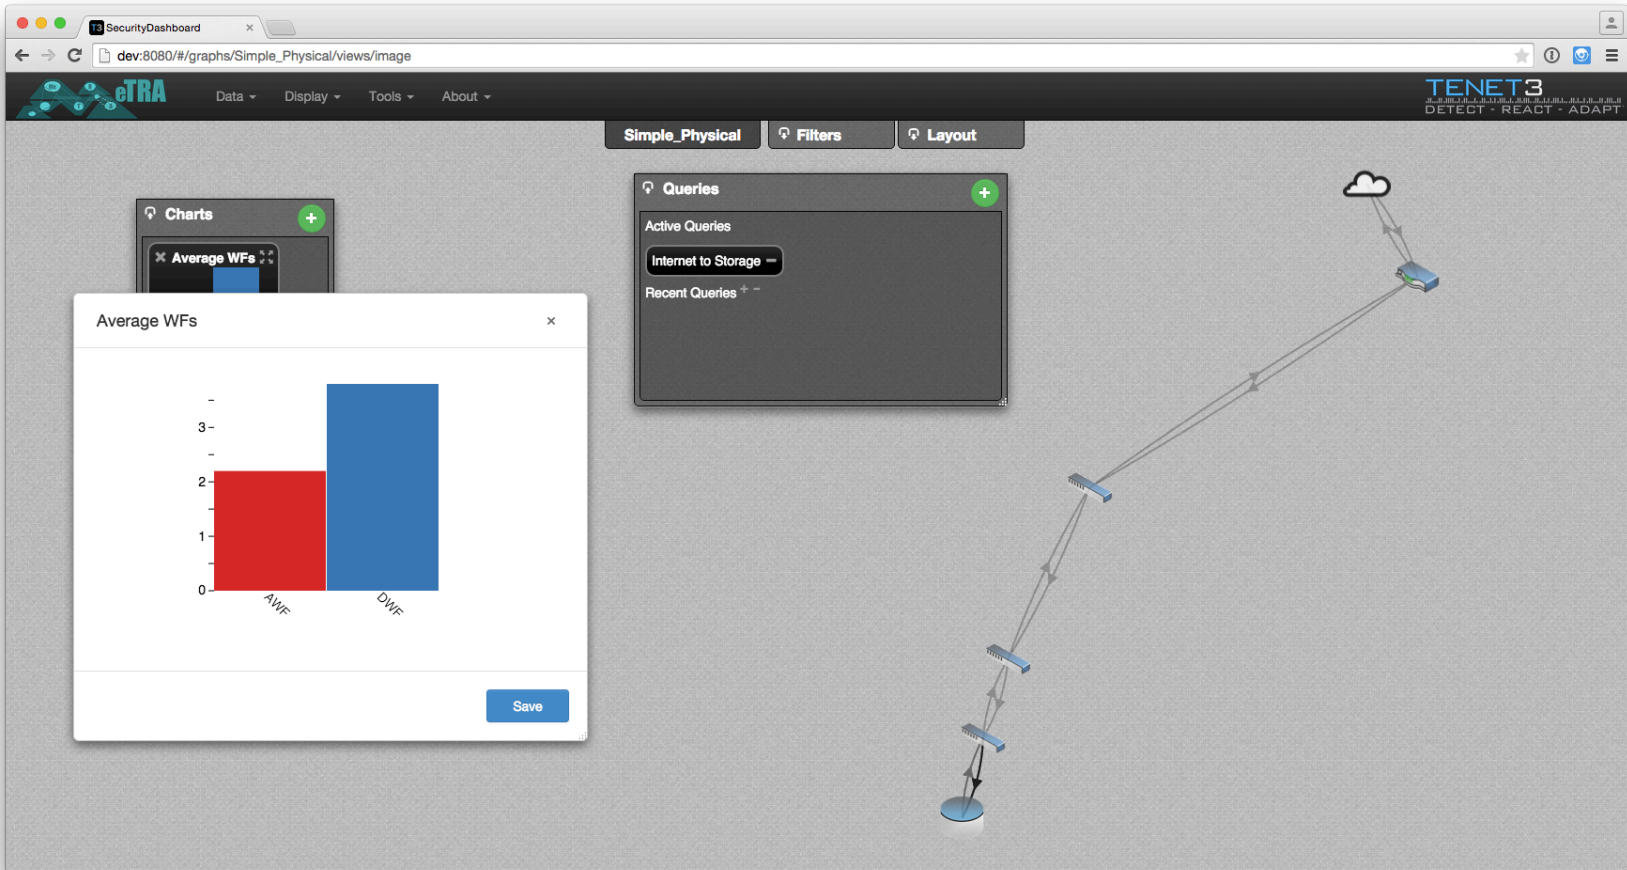 T3 SecurityDashboard
dev:8080/#/graphs/Simple_Physical/views/image
eTRA
Data
Display
Tools
About
TENET3
DETECT - REACT - ADAPT
Simple_Physical
Filters
Layout
Charts
Average WFs
Queries
Active Queries
Internet to Storage
Recent Queries
Average WFs
3
2
1
0
AWF
DWF
Save